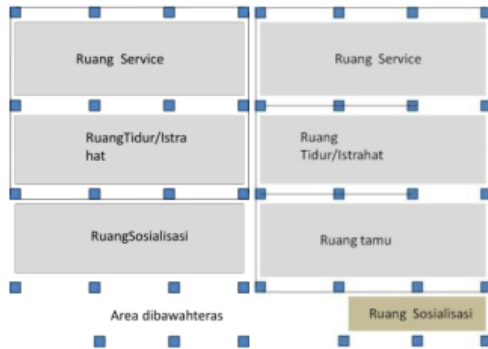 Ruang Service
RuangTidur/Istra
hat
RuangSosialisasi
Area dibawahteras
Ruang Service
Ruang
Tidur/Istrahat
Ruang tamu
Ruang Sosialisasi